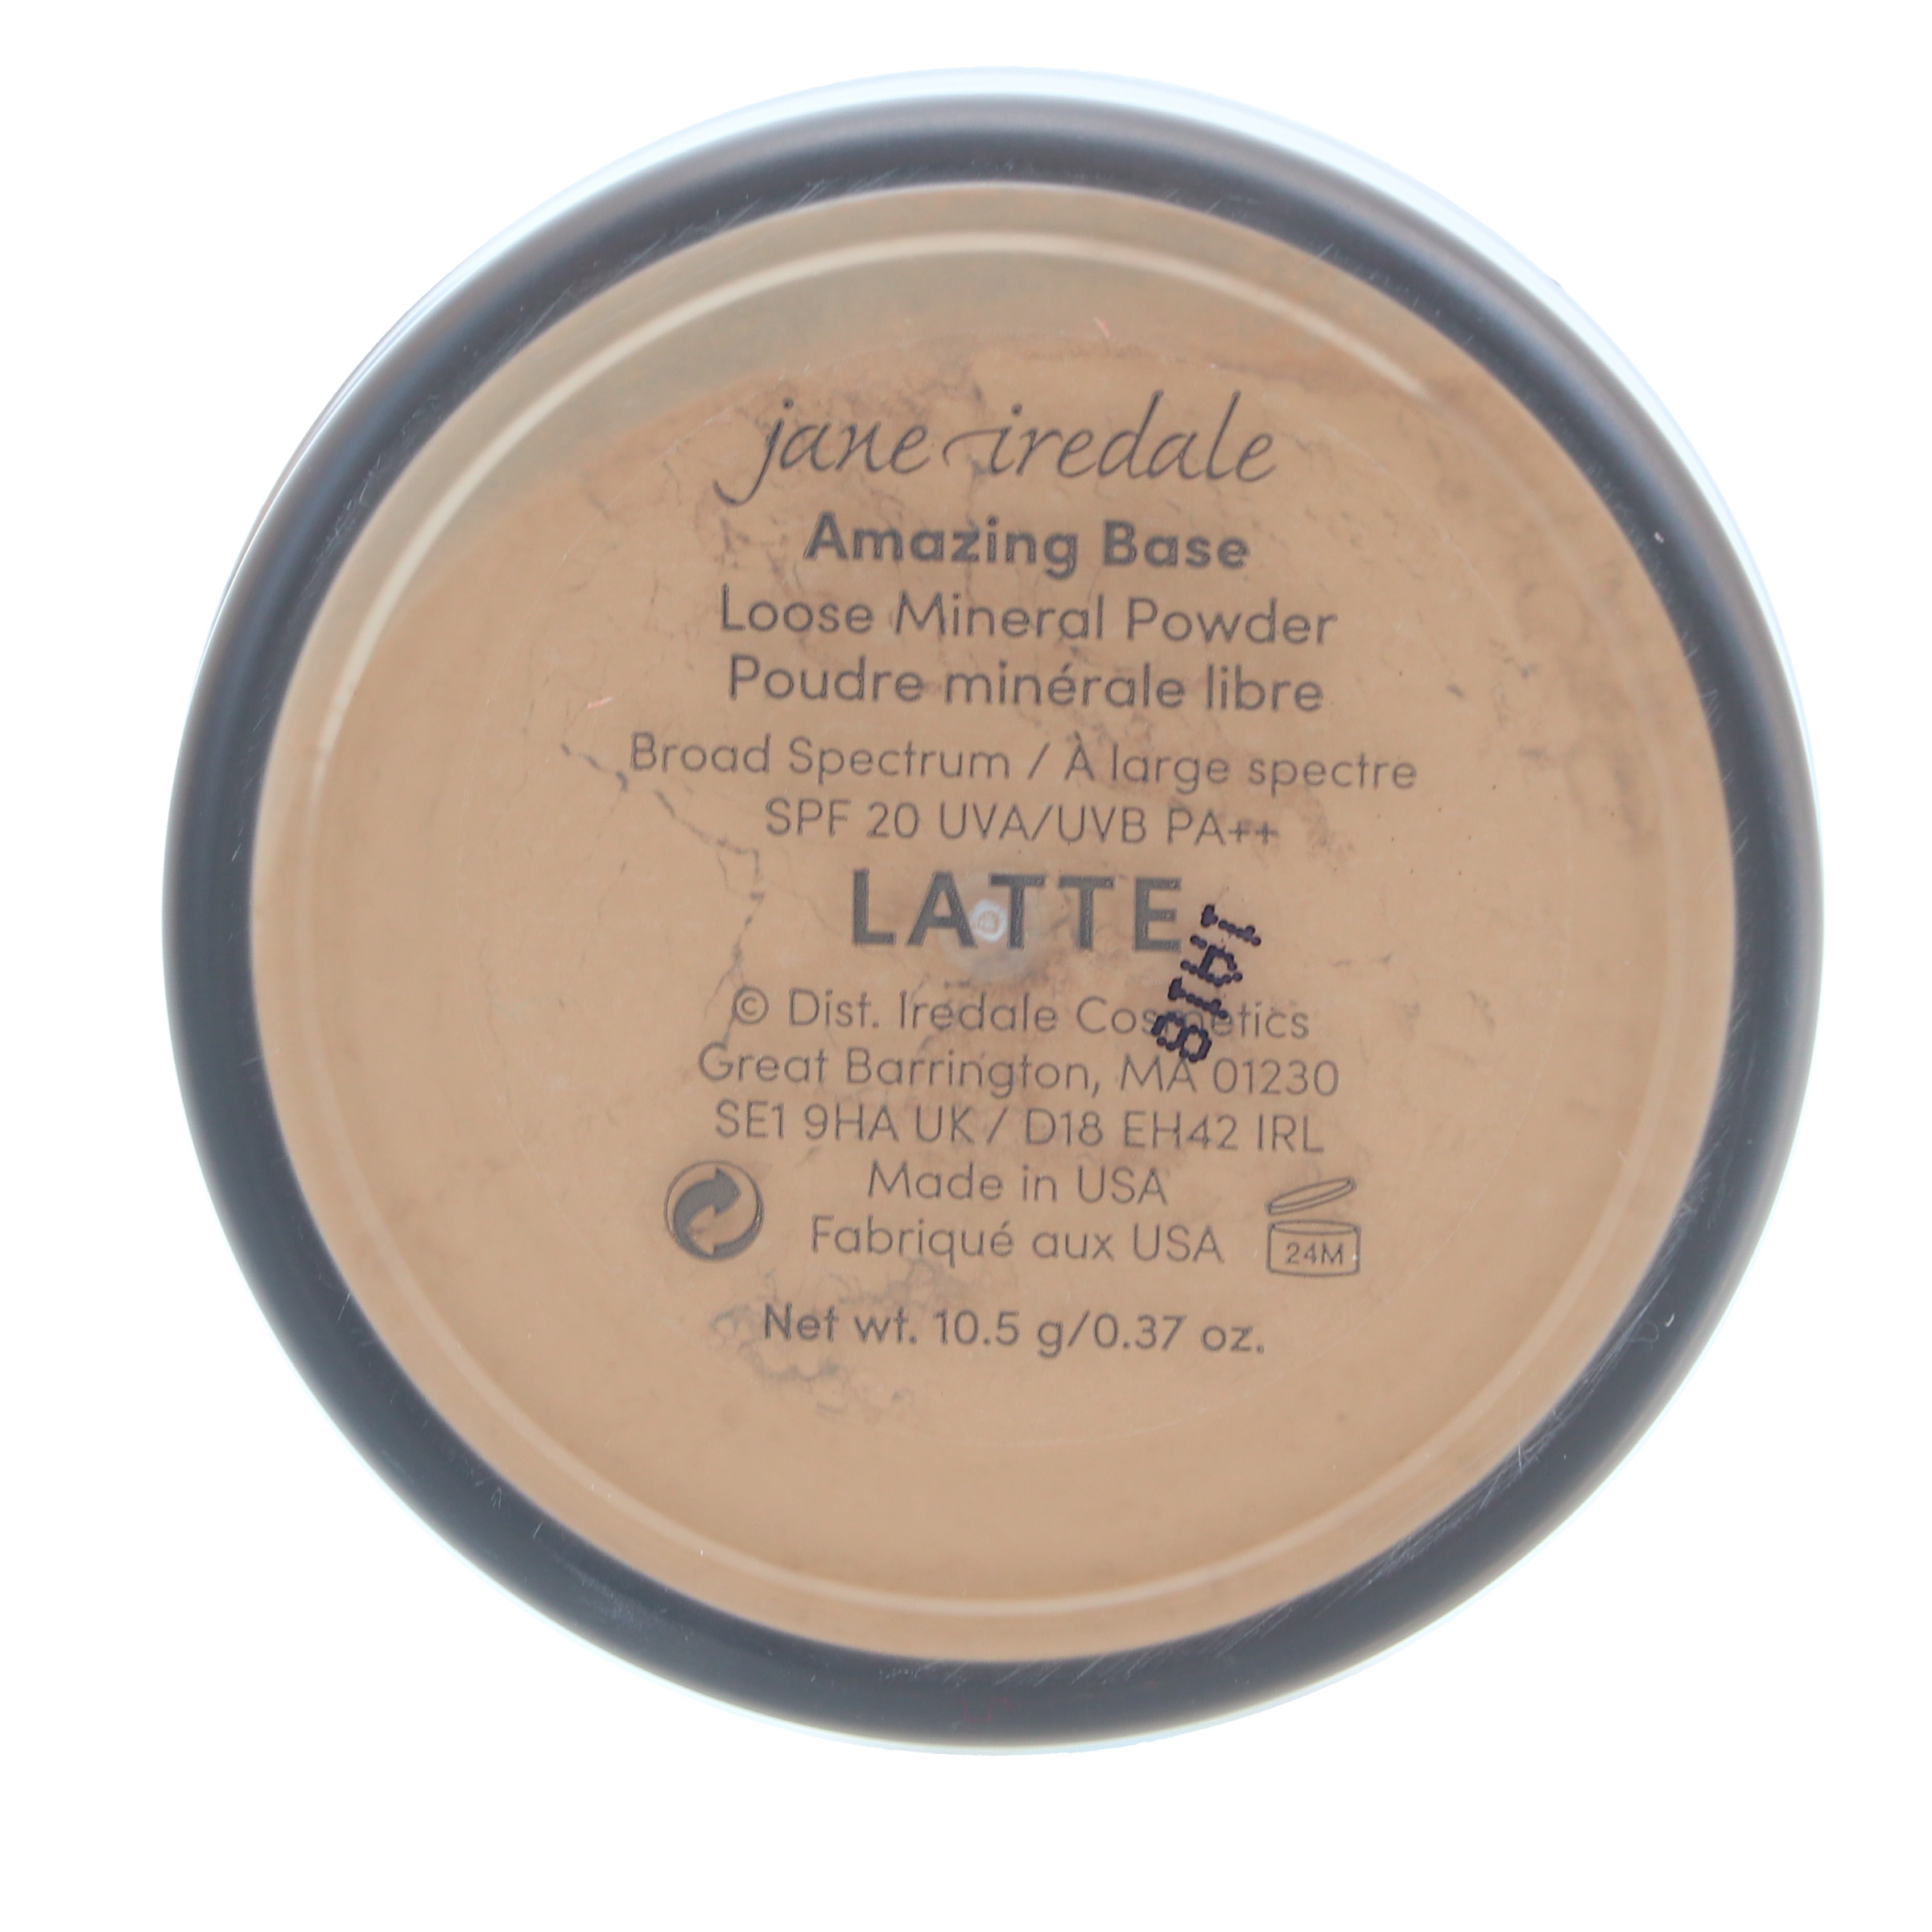 jane iredale
Amazing Base
Loose Mineral Powder
Poudre minérale libre
Broad Spectrum / À large spectre
SPF 20 UVA/UVB PA++
LATTE
© Dist. Iredale Cosmetics
Great Barrington, MA 01230
SE1 9HA UK / D18 EH42 IRL
Made in USA
Fabriqué aux USA
24M
Net wt. 10.5 g/0.37 oz.